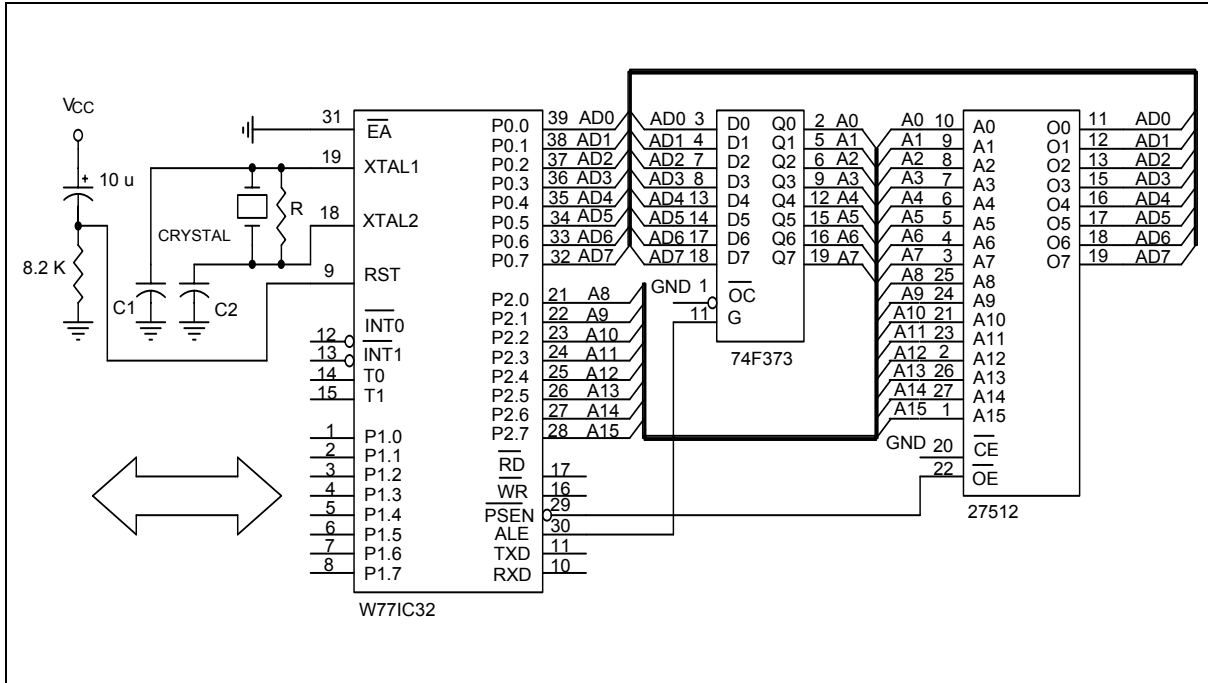 VCC
10 u
8.2 K
C1
C2
CRYSTAL
R
31 EA
19 XTAL1
18 XTAL2
9 RST
12 INT0
13 INT1
14 T0
15 T1
1 P1.0
2 P1.1
3 P1.2
4 P1.3
5 P1.4
6 P1.5
7 P1.6
8 P1.7
P0.0 39 AD0
P0.1 38 AD1
P0.2 37 AD2
P0.3 36 AD3
P0.4 35 AD4
P0.5 34 AD5
P0.6 33 AD6
P0.7 32 AD7
P2.0 21 A8
P2.1 22 A9
P2.2 23 A10
P2.3 24 A11
P2.4 25 A12
P2.5 26 A13
P2.6 27 A14
P2.7 28 A15
RD 17
WR 16
PSEN 29
ALE 30
TXD 11
RXD 10
W77IC32
AD0 3 D0 Q0 2 A0
AD1 4 D1 Q1 5 A1
AD2 7 D2 Q2 6 A2
AD3 8 D3 Q3 9 A3
AD4 13 D4 Q4 12 A4
AD5 14 D5 Q5 15 A5
AD6 17 D6 Q6 16 A6
AD7 18 D7 Q7 19 A7
GND 1 OC
11 G
74F373
A0 10 A0 O0 11 AD0
A1 9 A1 O1 12 AD1
A2 8 A2 O2 13 AD2
A3 7 A3 O3 15 AD3
A4 6 A4 O4 16 AD4
A5 5 A5 O5 17 AD5
A6 4 A6 O6 18 AD6
A7 3 A7 O7 19 AD7
A8 25 A8
A9 24 A9
A10 21 A10
A11 23 A11
A12 2 A12
A13 26 A13
A14 27 A14
A15 1 A15
GND 20 CE
22 OE
27512